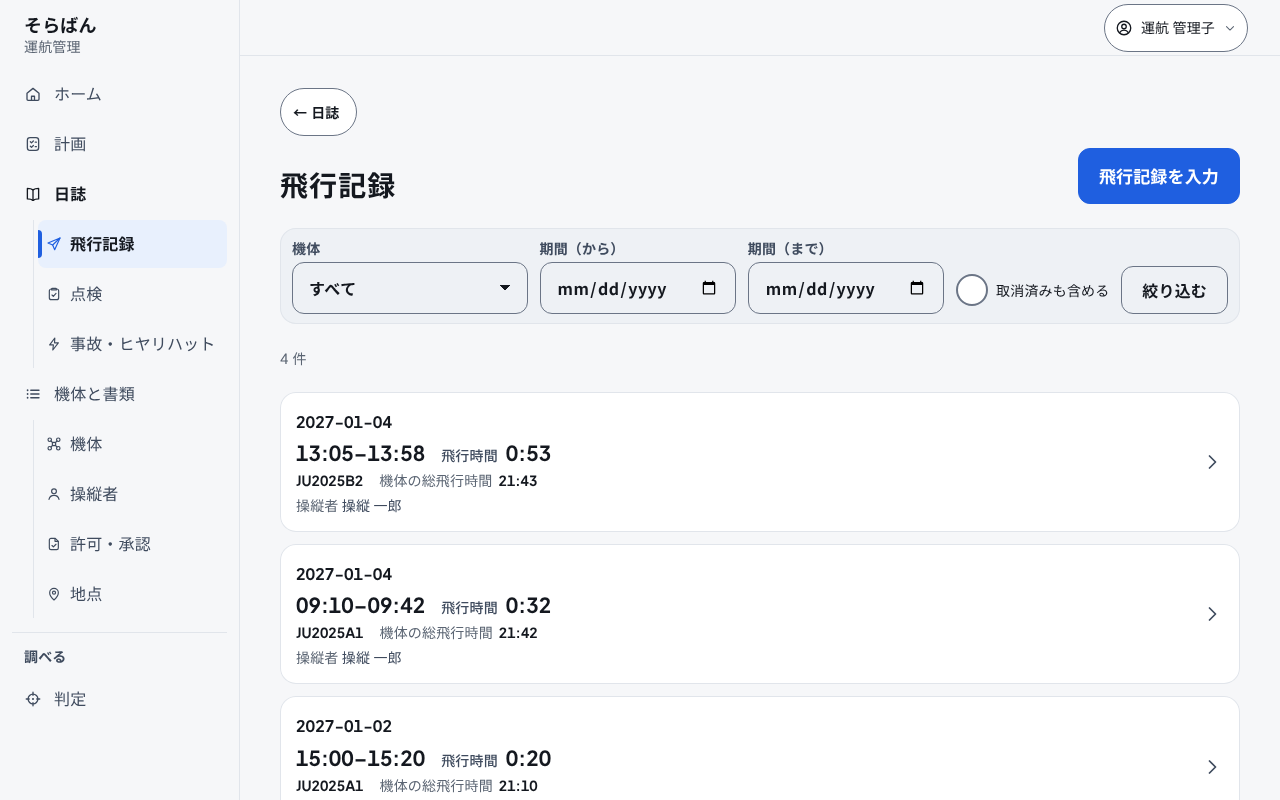 そらばん
運航管理
ホーム
計画
日誌
飛行記録
点検
事故・ヒヤリハット
機体と書類
機体
操縦者
許可・承認
地点
調べる
判定
運航 管理子
← 日誌
飛行記録
飛行記録を入力
機体
期間（から）
期間（まで）
すべて
mm/dd/yyyy
mm/dd/yyyy
取消済みも含める
絞り込む
4 件
2027-01-04
13:05–13:58 飛行時間 0:53
JU2025B2 機体の総飛行時間 21:43
操縦者 操縦 一郎
2027-01-04
09:10–09:42 飛行時間 0:32
JU2025A1 機体の総飛行時間 21:42
操縦者 操縦 一郎
2027-01-02
15:00–15:20 飛行時間 0:20
JU2025A1 機体の総飛行時間 21:10